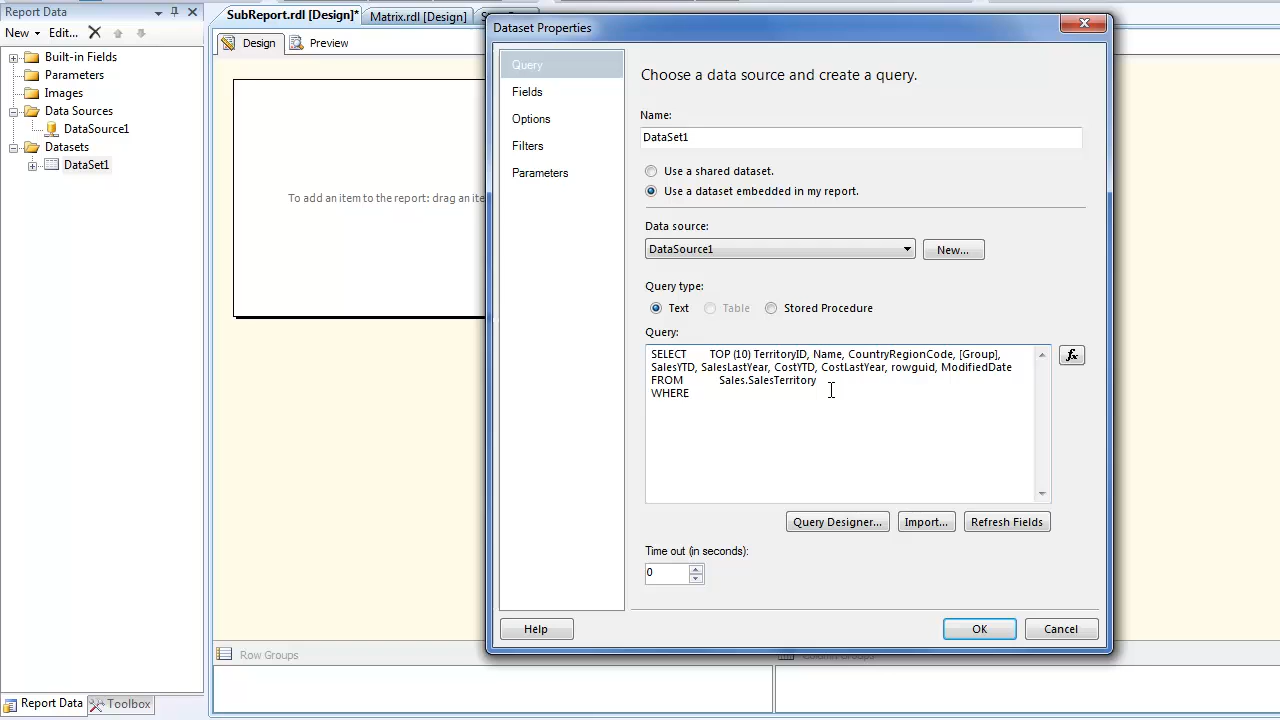 Report Data
New Edit...
Built-in Fields
Parameters
Images
Data Sources
DataSource1
Datasets
DataSet1
Report Data Toolbox
SubReport.rdl [Design]* Matrix.rdl [Design]
Design Preview
To add an item to the report: drag an ite
Row Groups
Dataset Properties
Query
Fields
Options
Filters
Parameters
Choose a data source and create a query.
Name:
DataSet1
Use a shared dataset.
Use a dataset embedded in my report.
Data source:
DataSource1 New...
Query type:
Text Table Stored Procedure
Query:
SELECT TOP (10) TerritoryID, Name, CountryRegionCode, [Group],
SalesYTD, SalesLastYear, CostYTD, CostLastYear, rowguid, ModifiedDate
FROM Sales.SalesTerritory
WHERE
fx
Query Designer... Import... Refresh Fields
Time out (in seconds):
0
Help OK Cancel